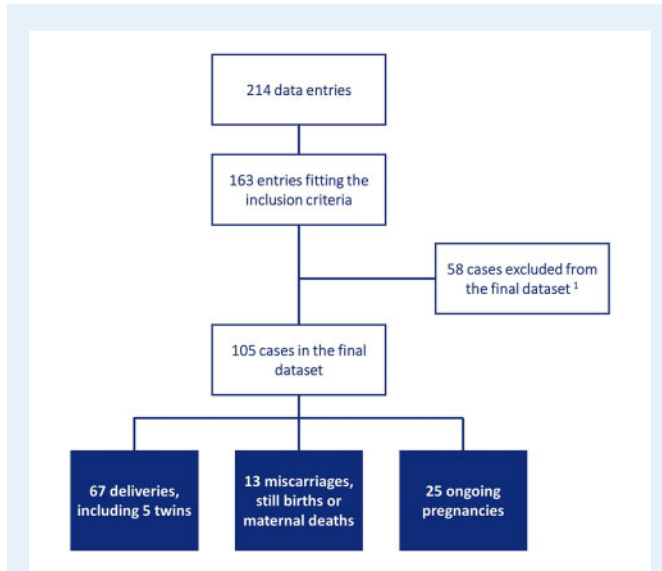 214 data entries
163 entries fitting the
inclusion criteria
58 cases excluded from
the final dataset ¹
105 cases in the final
dataset
67 deliveries,
including 5 twins
13 miscarriages,
still births or
maternal deaths
25 ongoing
pregnancies